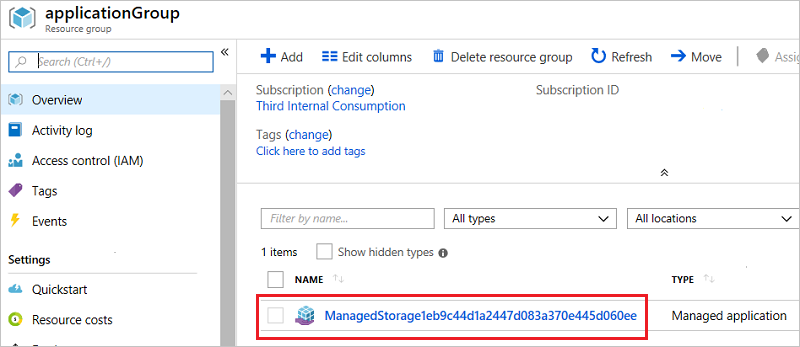 applicationGroup
Resource group
Search (Ctrl+/)
Overview
Activity log
Access control (IAM)
Tags
Events
Settings
Quickstart
Resource costs
Add
Edit columns
Delete resource group
Refresh
Move
Subscription (change)
Third Internal Consumption
Subscription ID
Tags (change)
Click here to add tags
Filter by name...
All types
All locations
1 items
Show hidden types
NAME
TYPE
ManagedStorage1eb9c44d1a2447d083a370e445d060ee
Managed application